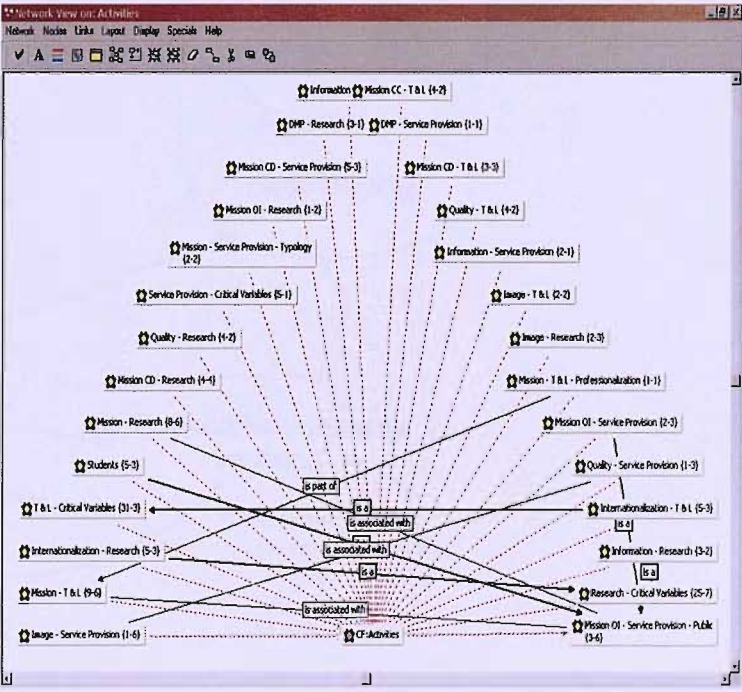 Network View on: Activities
Network Nodes Links Layout Display Specials Help
Information
Mission CC - T & L {4-2}
DMP - Research {3-1}
DMP - Service Provision {1-1}
Mission CD - Service Provision {5-3}
Mission CD - T & L {3-3}
Mission OI - Research {1-2}
Quality - T & L {4-2}
Mission - Service Provision - Typology
{2-2}
Information - Service Provision {2-1}
Service Provision - Critical Variables {5-1}
Image - T & L {2-2}
Quality - Research {4-2}
Image - Research {2-3}
Mission CD - Research {4-4}
Mission - T & L - Professionalization {1-1}
Mission - Research {8-6}
Mission OI - Service Provision {2-3}
Students {5-3}
Quality - Service Provision {1-3}
is part of
T & L - Critical Variables {31-3}
is a
Internationalization - T & L {5-3}
is associated with
is a
Internationalization - Research {5-3}
is associated with
Information - Research {3-2}
is a
is a
Mission - T & L {9-6}
Research - Critical Variables {25-7}
is associated with
Image - Service Provision {1-6}
CF:Activities
Mission OI - Service Provision - Public
{3-6}